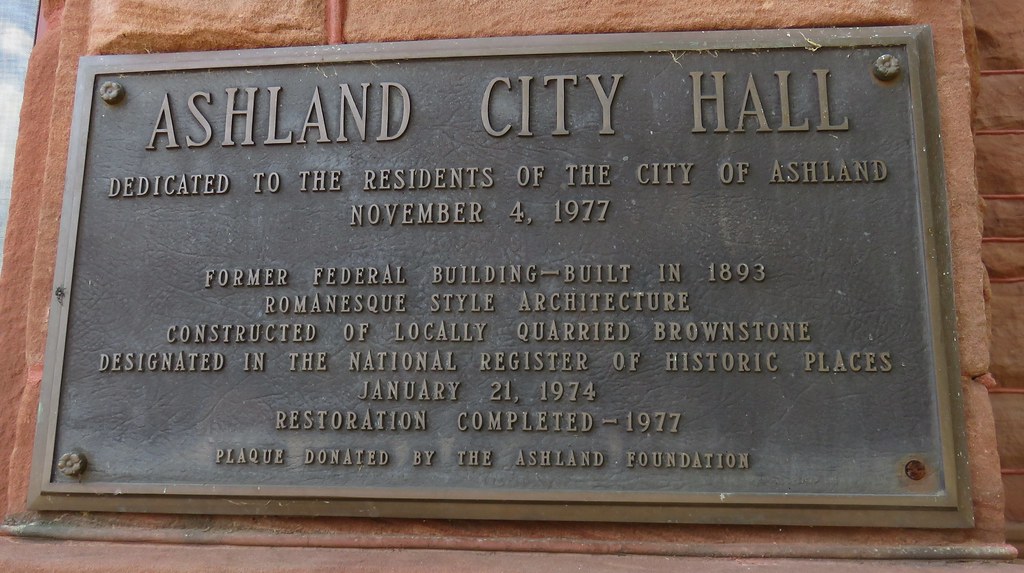 ASHLAND CITY HALL
DEDICATED TO THE RESIDENTS OF THE CITY OF ASHLAND
NOVEMBER 4, 1977
FORMER FEDERAL BUILDING—BUILT IN 1893
ROMANESQUE STYLE ARCHITECTURE
CONSTRUCTED OF LOCALLY QUARRIED BROWNSTONE
DESIGNATED IN THE NATIONAL REGISTER OF HISTORIC PLACES
JANUARY 21, 1974
RESTORATION COMPLETED—1977
PLAQUE DONATED BY THE ASHLAND FOUNDATION